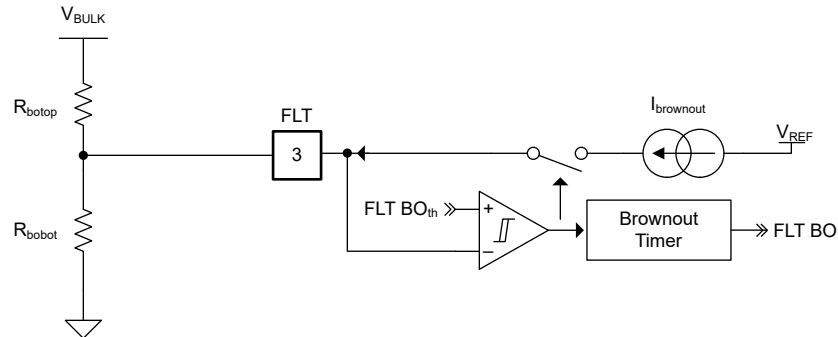 VBULK
Rbotop
FLT
3
Ibrownout
VREF
FLT BOth
+
−
Brownout
Timer
FLT BO
Rbobot